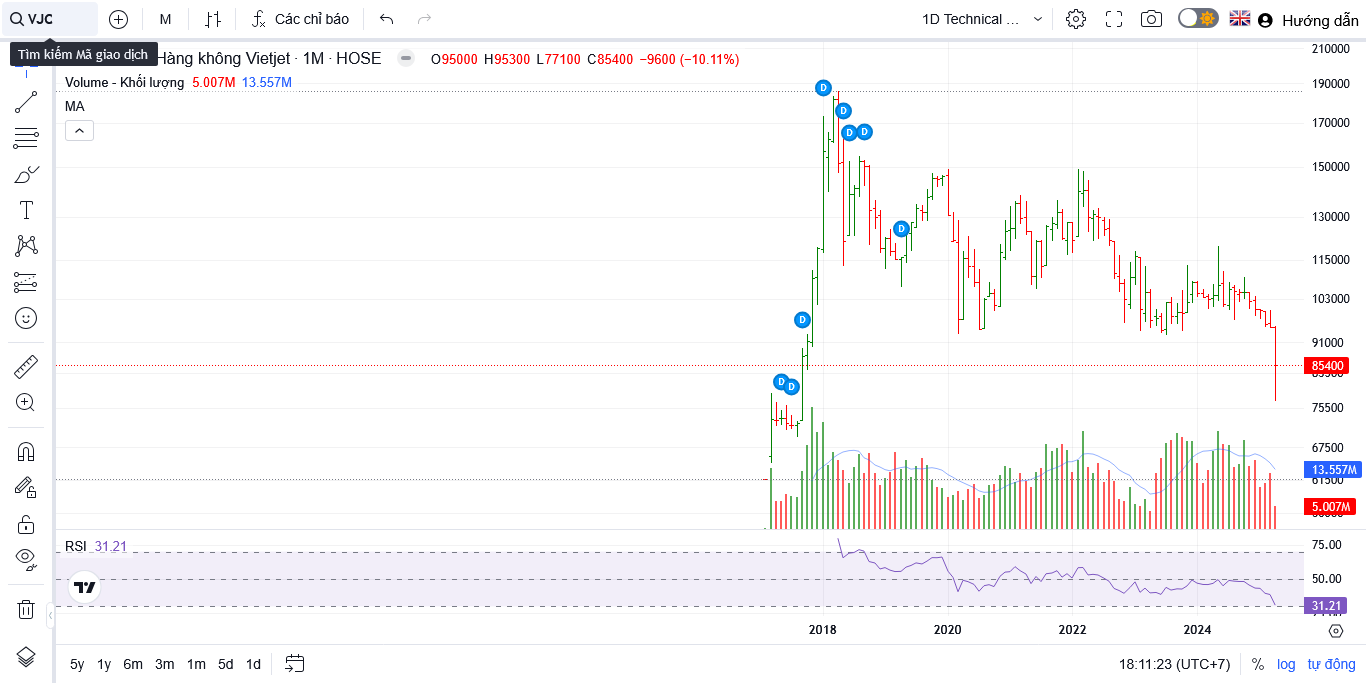 VJC
M
Các chỉ báo
1D Technical ...
Hướng dẫn
Tìm kiếm Mã giao dịch
Hàng không Vietjet · 1M · HOSE
O95000 H95300 L77100 C85400 −9600 (−10.11%)
Volume - Khối lượng 5.007M 13.557M
MA
D
D
D
D
D
D
D
D
210000
190000
170000
150000
130000
115000
103000
91000
85400
75500
67500
13.557M
61500
5.007M
RSI 31.21
75.00
50.00
31.21
2018
2020
2022
2024
5y 1y 6m 3m 1m 5d 1d
18:11:23 (UTC+7)
%
log
tự động